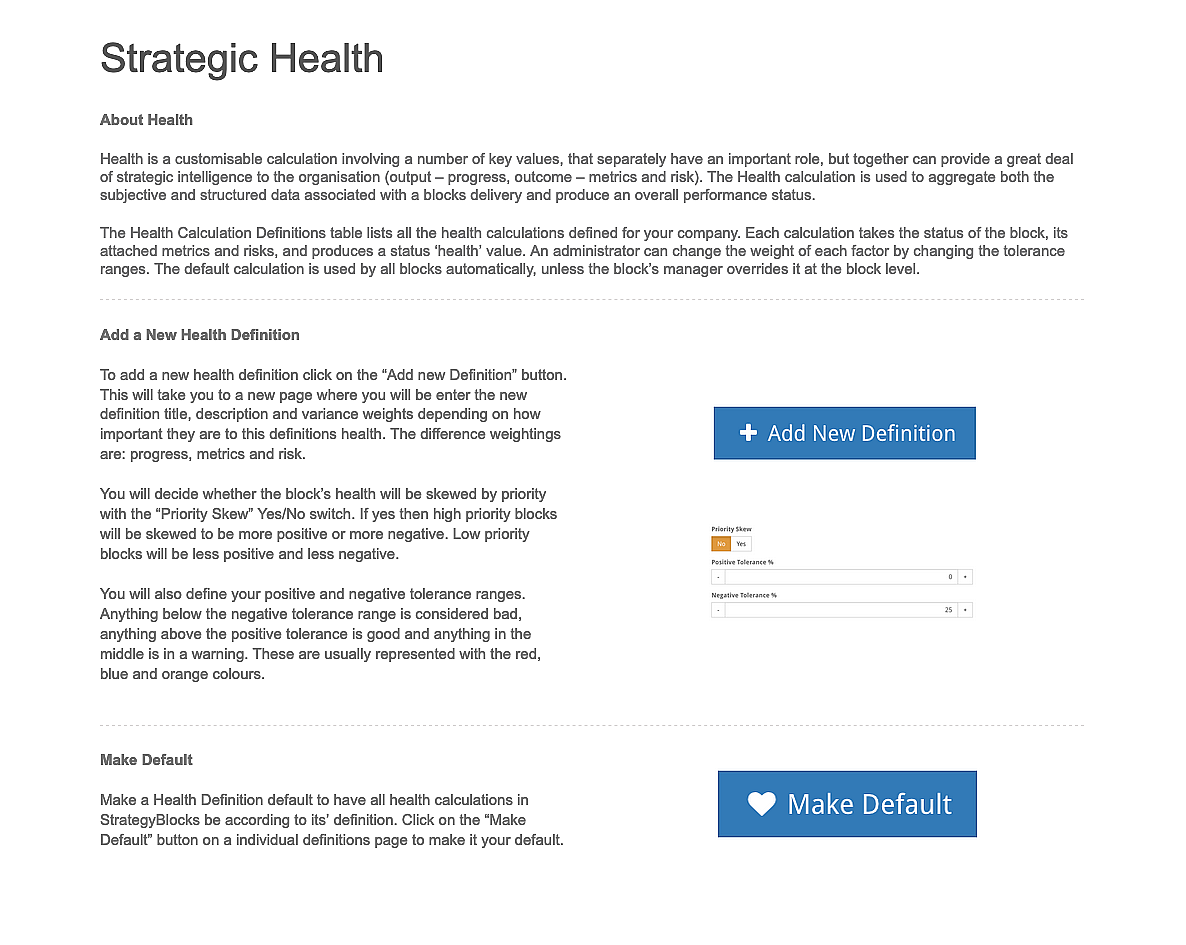 Strategic Health
About Health
Health is a customisable calculation involving a number of key values, that separately have an important role, but together can provide a great deal
of strategic intelligence to the organisation (output – progress, outcome – metrics and risk). The Health calculation is used to aggregate both the
subjective and structured data associated with a blocks delivery and produce an overall performance status.
The Health Calculation Definitions table lists all the health calculations defined for your company. Each calculation takes the status of the block, its
attached metrics and risks, and produces a status ‘health’ value. An administrator can change the weight of each factor by changing the tolerance
ranges. The default calculation is used by all blocks automatically, unless the block’s manager overrides it at the block level.
Add a New Health Definition
To add a new health definition click on the “Add new Definition” button.
This will take you to a new page where you will be enter the new
definition title, description and variance weights depending on how
important they are to this definitions health. The difference weightings
are: progress, metrics and risk.
You will decide whether the block’s health will be skewed by priority
with the “Priority Skew” Yes/No switch. If yes then high priority blocks
will be skewed to be more positive or more negative. Low priority
blocks will be less positive and less negative.
You will also define your positive and negative tolerance ranges.
Anything below the negative tolerance range is considered bad,
anything above the positive tolerance is good and anything in the
middle is in a warning. These are usually represented with the red,
blue and orange colours.
Add New Definition
Priority Skew
No Yes
Positive Tolerance %
- 0 +
Negative Tolerance %
- 25 +
Make Default
Make a Health Definition default to have all health calculations in
StrategyBlocks be according to its’ definition. Click on the “Make
Default” button on a individual definitions page to make it your default.
Make Default